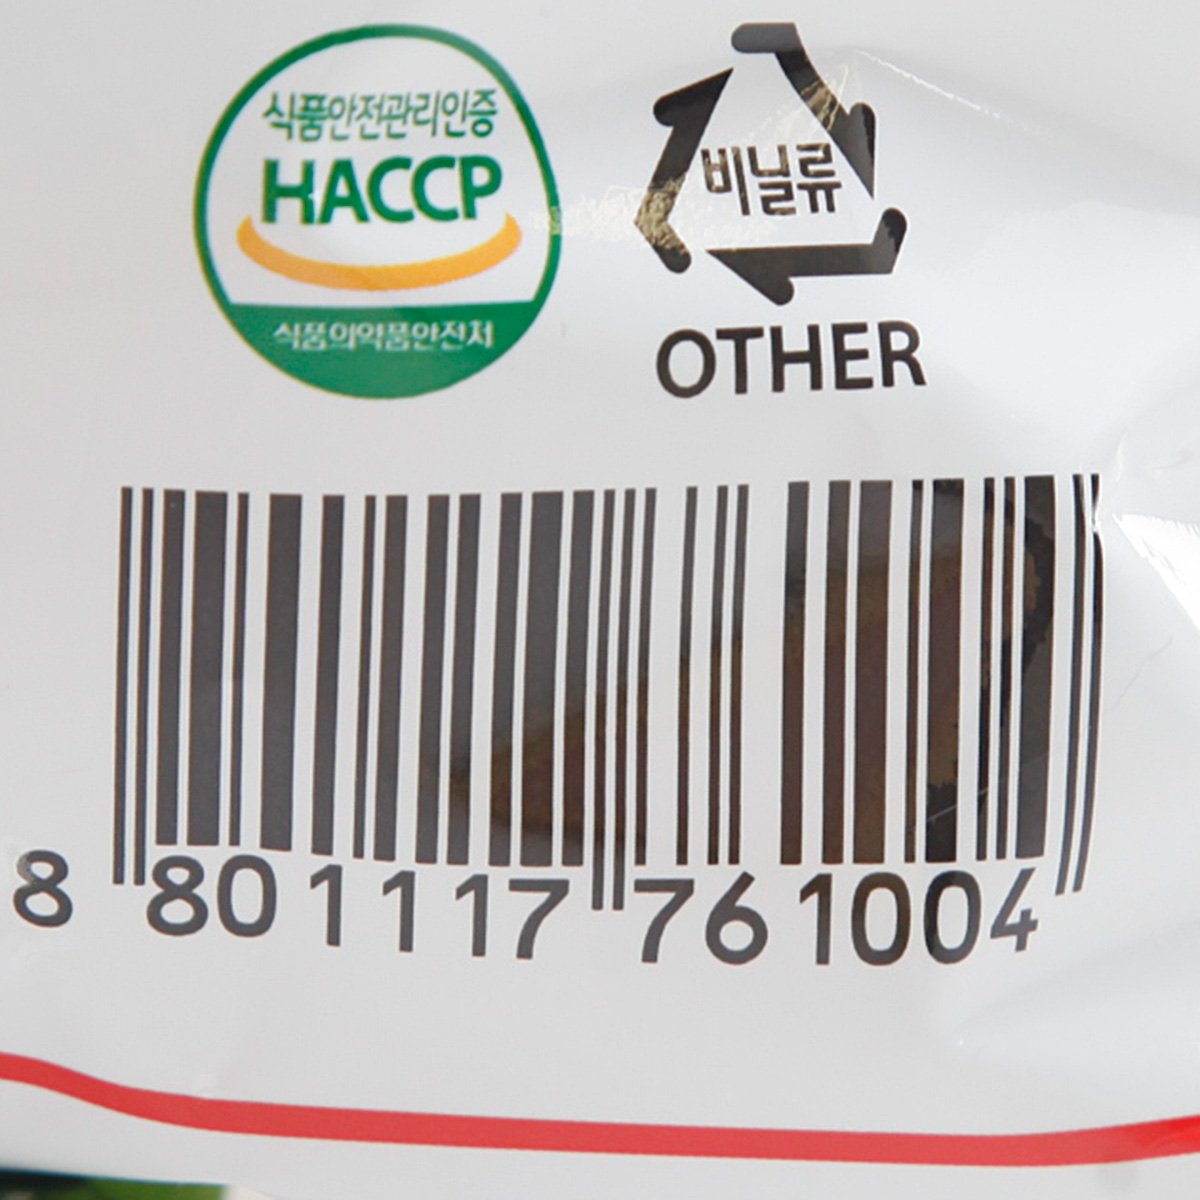 식품안전관리인증
HACCP
식품의약품안전처
비닐류
OTHER
8 801117 761004